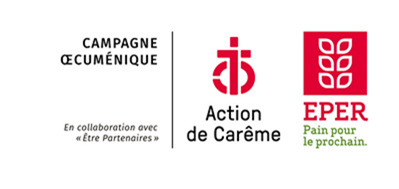 CAMPAGNE
ŒCUMÉNIQUE
En collaboration avec
« Être Partenaires »
Action
de Carême
EPER
Pain pour
le prochain.